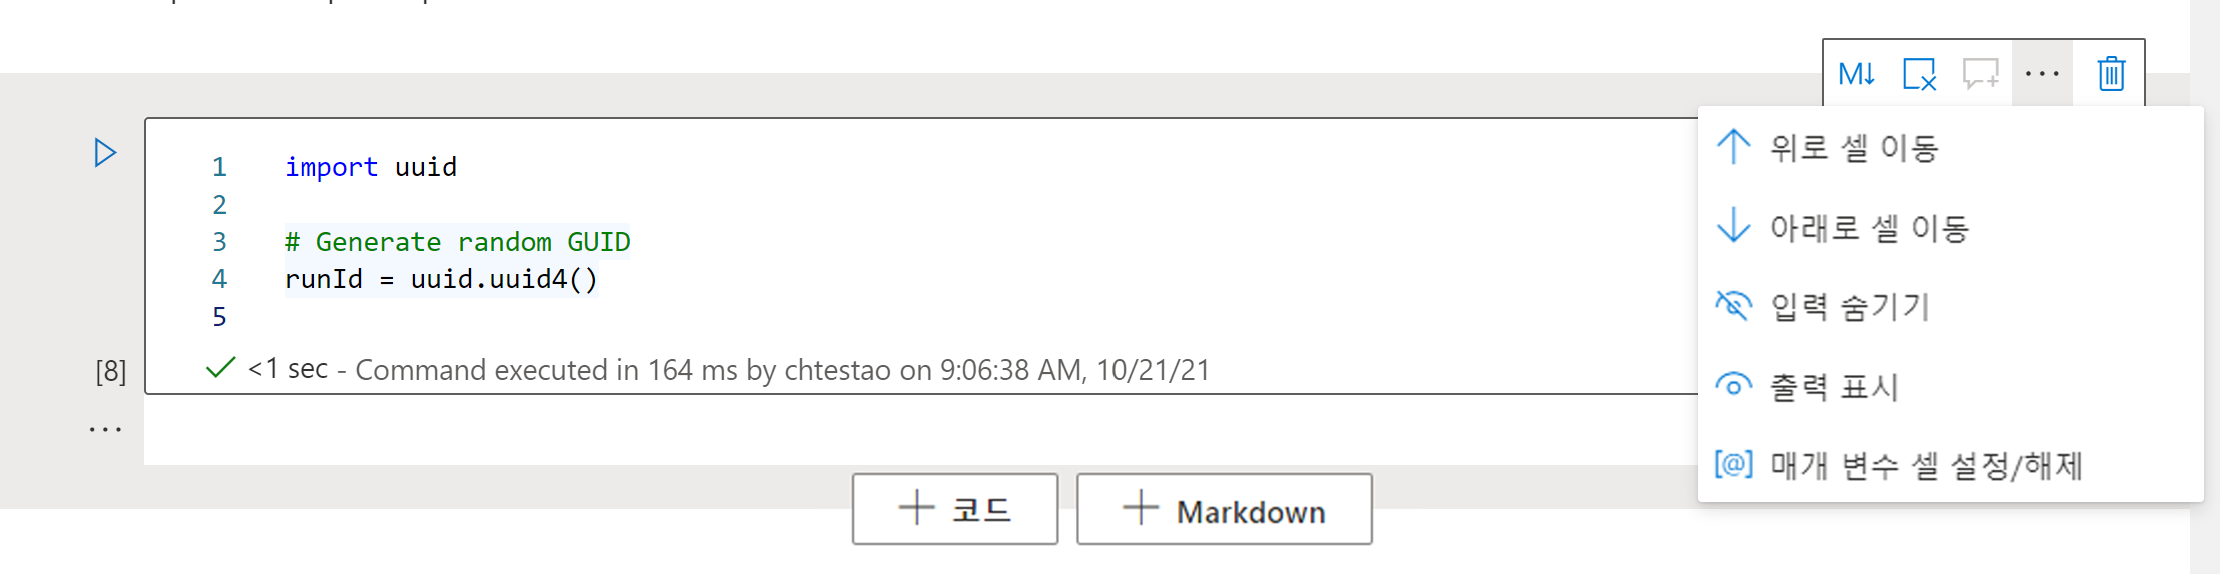 M↓
위로 셀 이동
아래로 셀 이동
입력 숨기기
출력 표시
[@] 매개 변수 셀 설정/해제
1 import uuid
2
3 # Generate random GUID
4 runId = uuid.uuid4()
5
[8] <1 sec - Command executed in 164 ms by chtestao on 9:06:38 AM, 10/21/21
...
+ 코드
+ Markdown